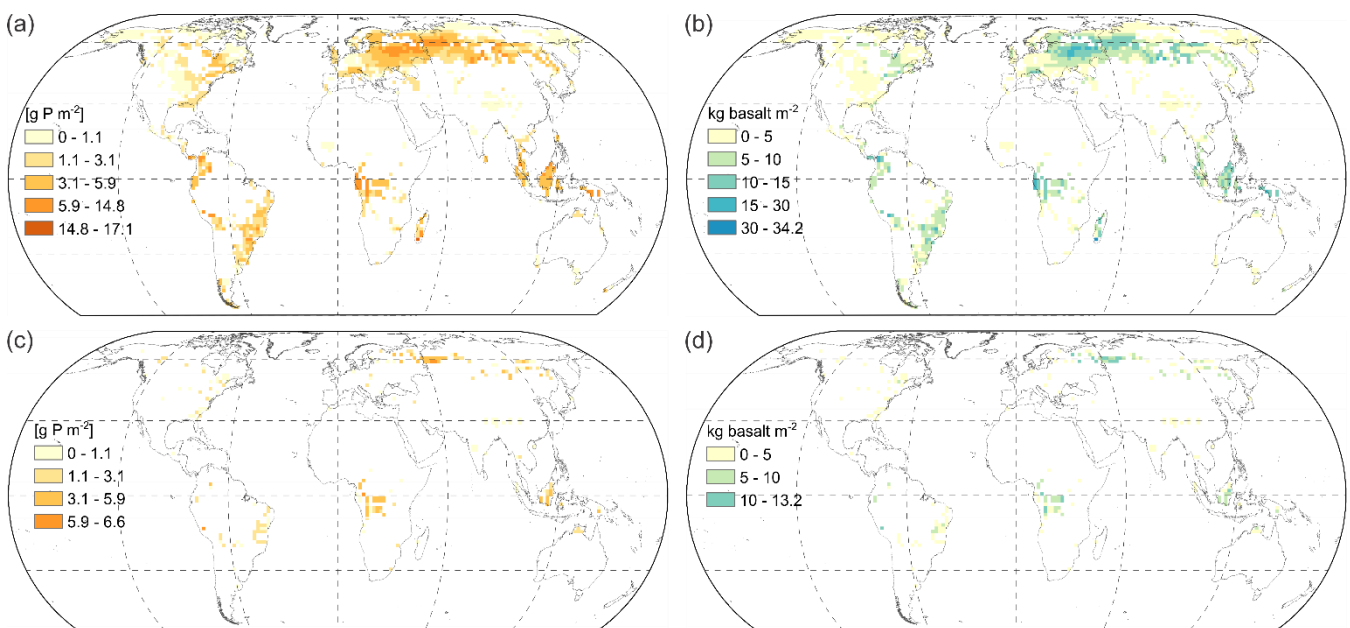 (a)
[g P m⁻²]
0 - 1.1
1.1 - 3.1
3.1 - 5.9
5.9 - 14.8
14.8 - 17.1
(b)
kg basalt m⁻²
0 - 5
5 - 10
10 - 15
15 - 30
30 - 34.2
(c)
[g P m⁻²]
0 - 1.1
1.1 - 3.1
3.1 - 5.9
5.9 - 6.6
(d)
kg basalt m⁻²
0 - 5
5 - 10
10 - 13.2